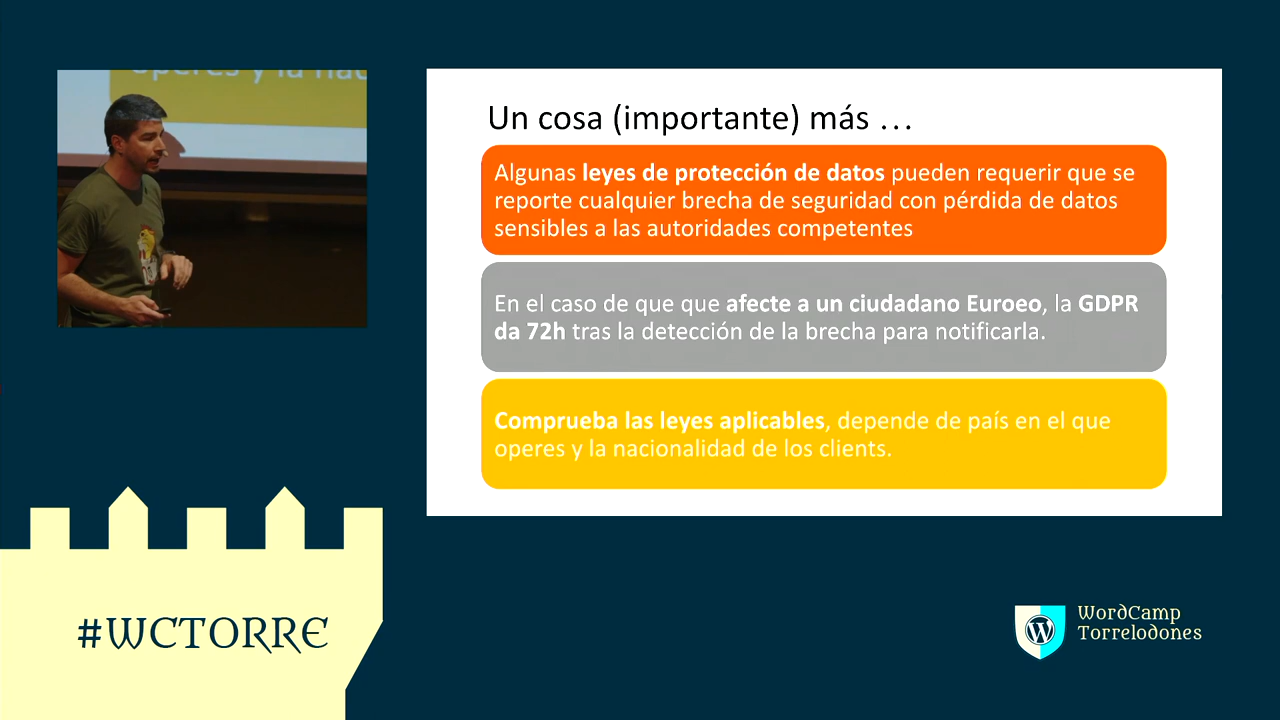 operes y la nac
Un cosa (importante) más ...
Algunas leyes de protección de datos pueden requerir que se
reporte cualquier brecha de seguridad con pérdida de datos
sensibles a las autoridades competentes
En el caso de que que afecte a un ciudadano Euroeo, la GDPR
da 72h tras la detección de la brecha para notificarla.
Comprueba las leyes aplicables, depende de país en el que
operes y la nacionalidad de los clients.
#WCTORRE
WordCamp
Torrelodones